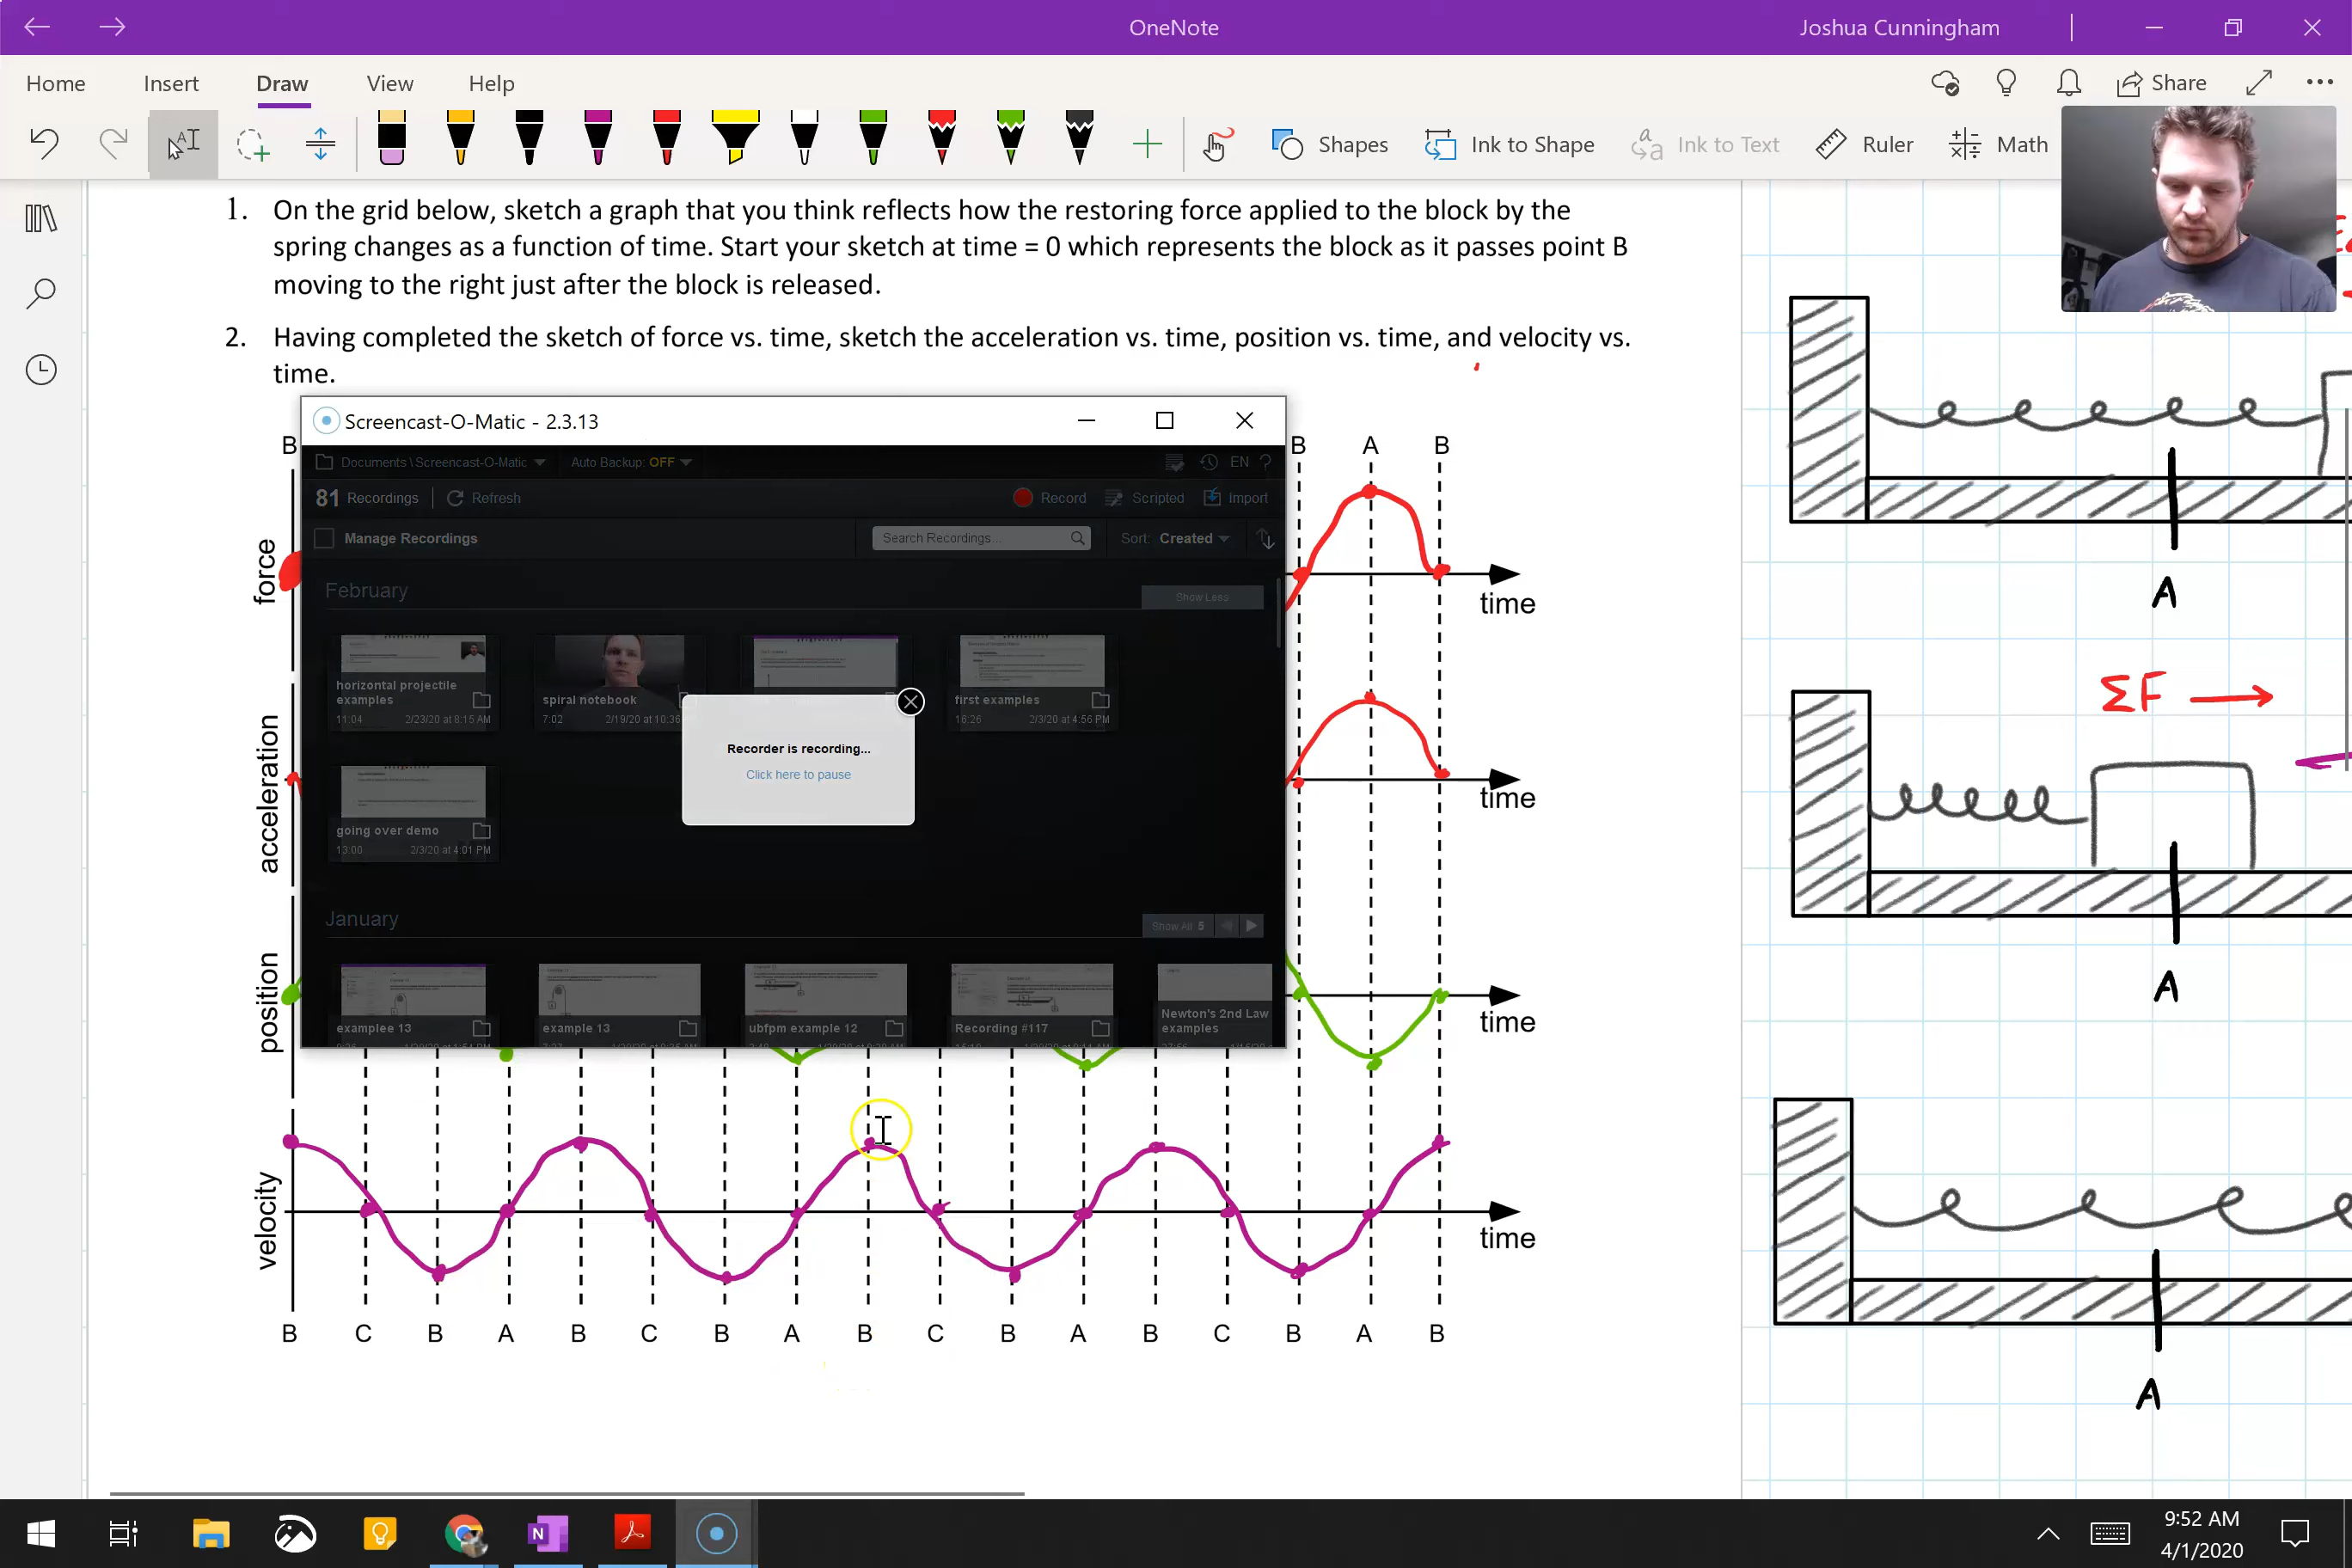 OneNote
Joshua Cunningham
Home Insert Draw View Help
Share
Shapes Ink to Shape Ink to Text Ruler Math
1. On the grid below, sketch a graph that you think reflects how the restoring force applied to the block by the
spring changes as a function of time. Start your sketch at time = 0 which represents the block as it passes point B
moving to the right just after the block is released.
2. Having completed the sketch of force vs. time, sketch the acceleration vs. time, position vs. time, and velocity vs.
time.
Screencast-O-Matic - 2.3.13
Documents \ Screencast-O-Matic
Auto Backup: OFF
EN ?
81 Recordings Refresh
Record Scripted Import
Manage Recordings
Search Recordings...
Sort: Created
February
Show Less
horizontal projectile
examples
11:04 2/23/20 at 8:15 AM
spiral notebook
7:02 2/19/20 at 10:36
first examples
16:26 2/3/20 at 4:56 PM
going over demo
13:00 2/3/20 at 4:01 PM
Recorder is recording...
Click here to pause
January
Show All 5
examplee 13
example 13
ubfpm example 12
Recording #117
Newton's 2nd Law
examples
B B A B
force
time
acceleration
time
position
time
velocity
time
B C B A B C B A B C B A B C B A B
A
ΣF
A
A
9:52 AM
4/1/2020